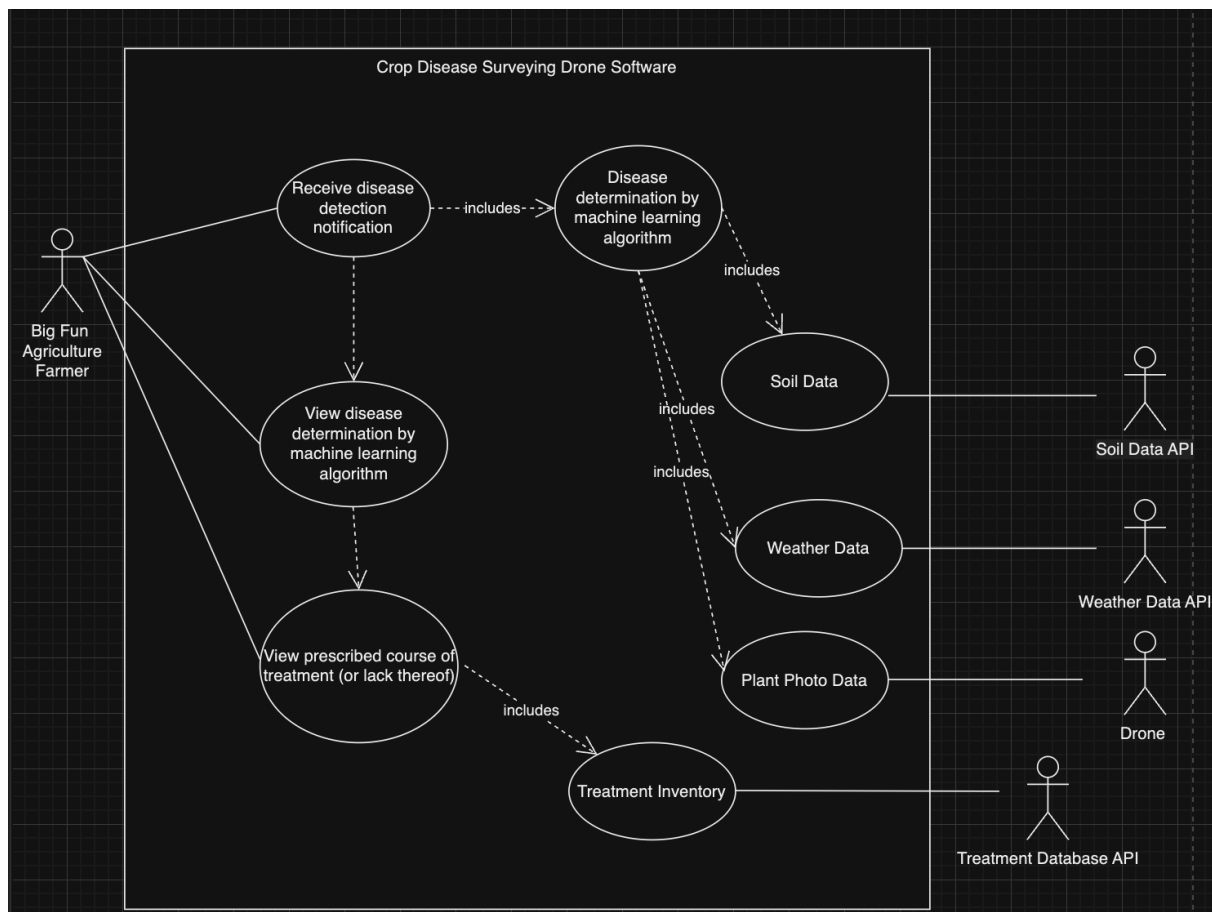 Crop Disease Surveying Drone Software
Receive disease
detection
notification
includes
Disease
determination by
machine learning
algorithm
includes
Big Fun
Agriculture
Farmer
Soil Data
Soil Data API
View disease
determination by
machine learning
algorithm
includes
includes
Weather Data
Weather Data API
View prescribed course of
treatment (or lack thereof)
Plant Photo Data
Drone
includes
Treatment Inventory
Treatment Database API